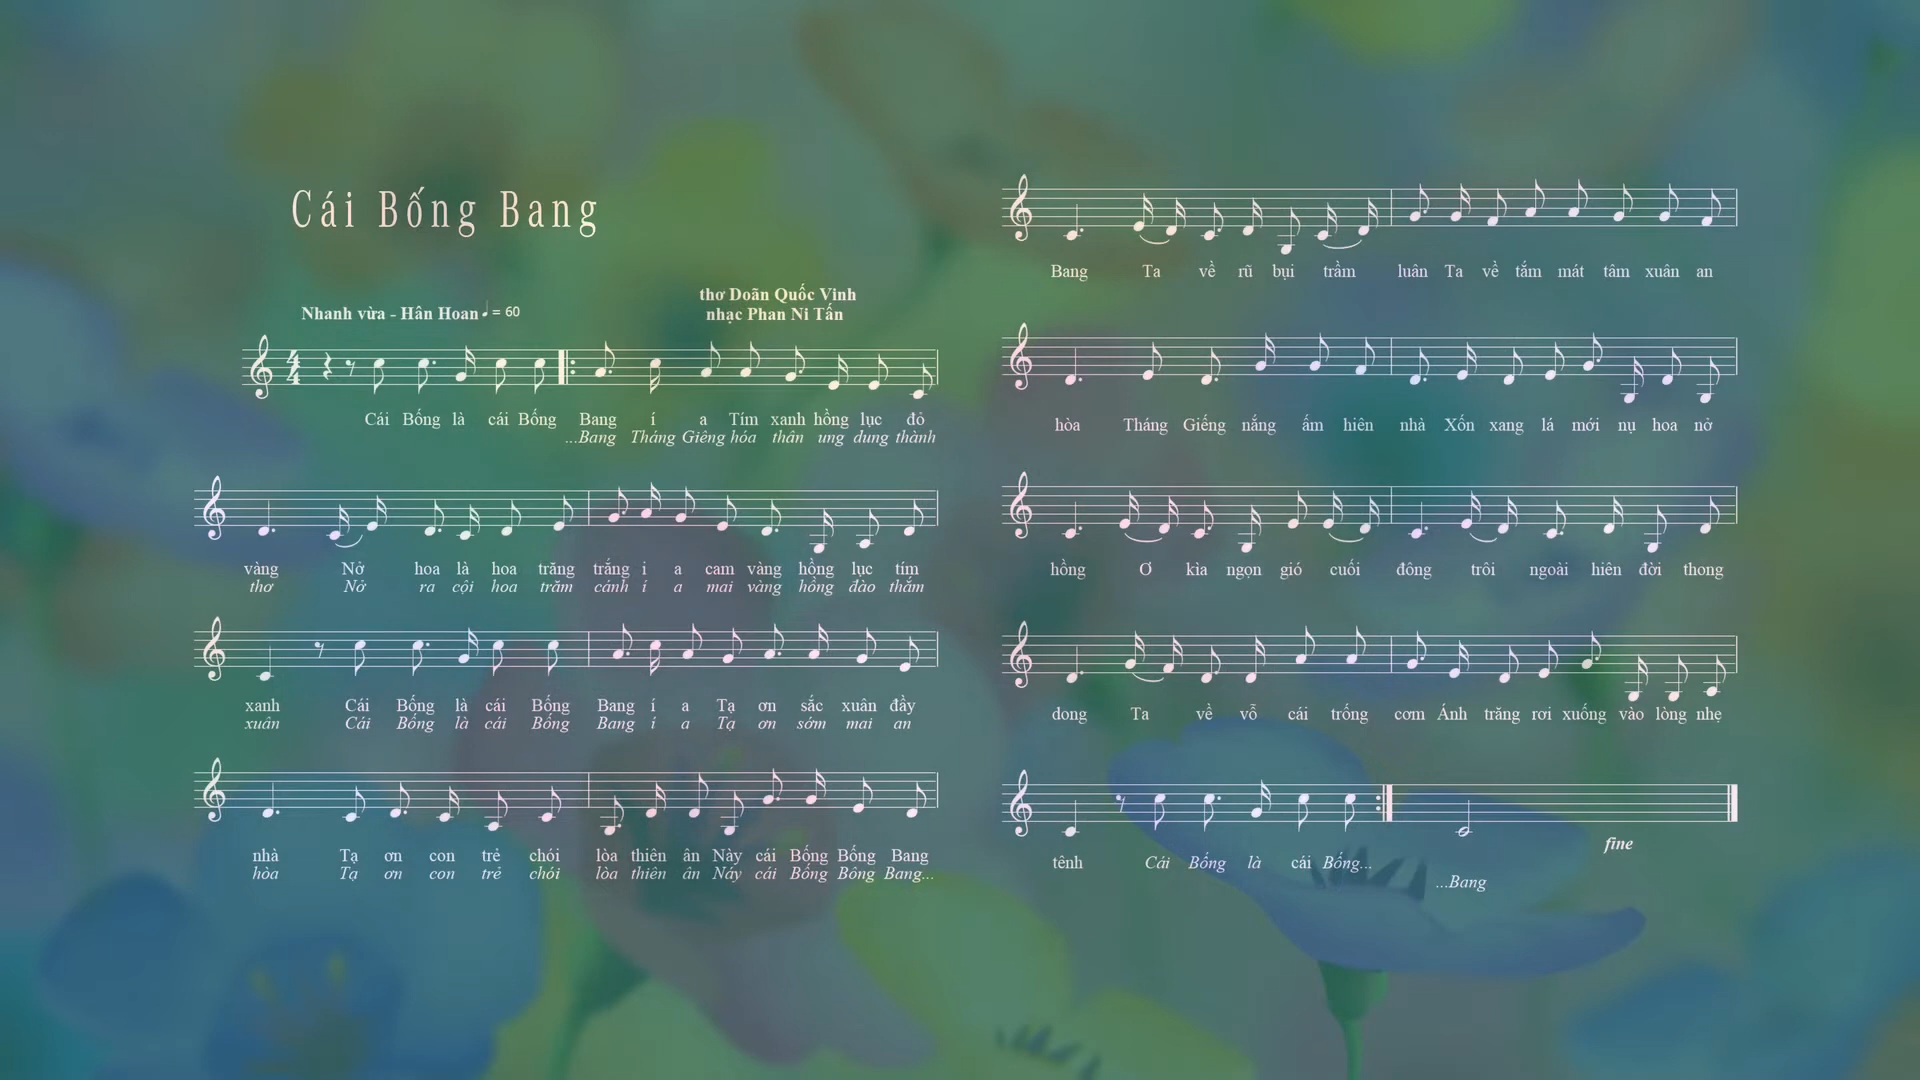 Cái Bống Bang
thơ Doãn Quốc Vinh
Nhanh vừa - Hân Hoan ♩ = 60
nhạc Phan Ni Tấn
Cái Bống là cái Bống Bang í a Tím xanh hồng lục đỏ
...Bang Tháng Giêng hóa thân ung dung thành
vàng Nở hoa là hoa trăng trắng i a cam vàng hồng lục tím
thơ Nở ra cội hoa trăm cánh í a mai vàng hồng đào thắm
xanh Cái Bống là cái Bống Bang í a Tạ ơn sắc xuân đầy
xuân Cái Bống là cái Bống Bang í a Tạ ơn sớm mai an
nhà Tạ ơn con trẻ chói lòa thiên ân Này cái Bống Bống Bang
hòa Tạ ơn con trẻ chói lòa thiên ân Náy cái Bống Bông Bang...
Bang Ta về rũ bụi trầm luân Ta về tắm mát tâm xuân an
hòa Tháng Giếng nắng ấm hiên nhà Xốn xang lá mới nụ hoa nở
hồng Ơ kìa ngọn gió cuối đông trôi ngoài hiên đời thong
dong Ta về vỗ cái trống cơm Ánh trăng rơi xuống vào lòng nhẹ
tênh Cái Bống là cái Bống...
...Bang
fine